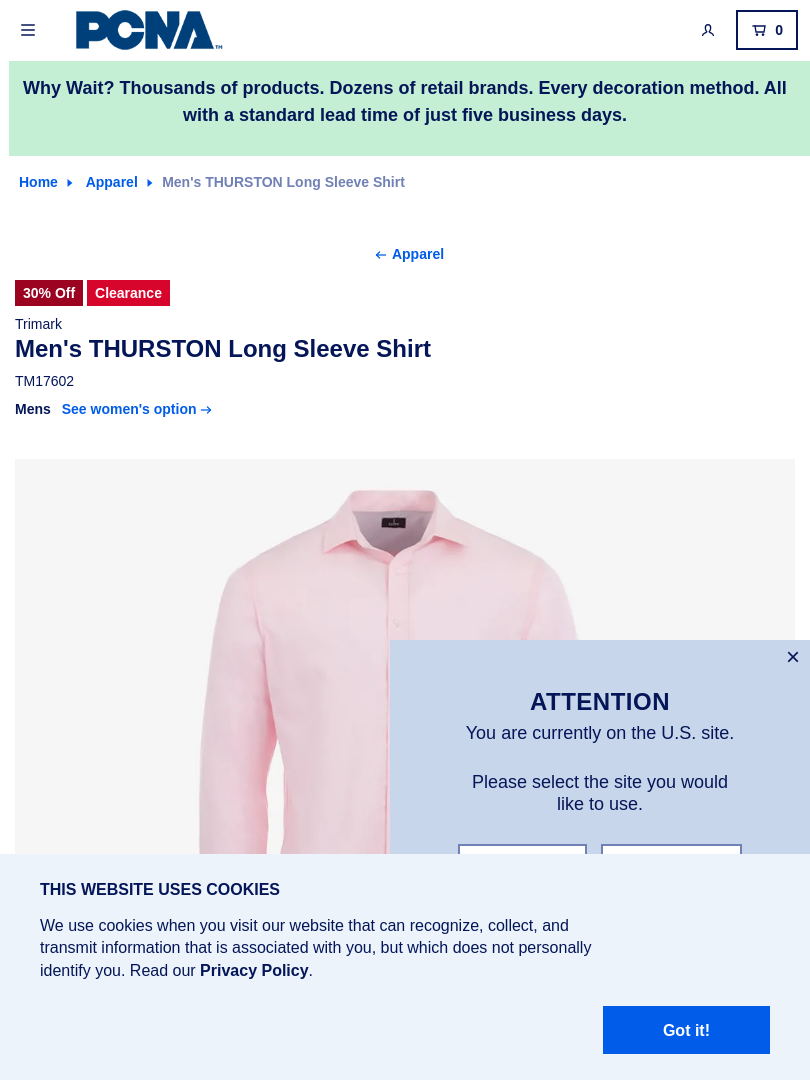 PCNA™
0
Why Wait? Thousands of products. Dozens of retail brands. Every decoration method. All
with a standard lead time of just five business days.
Home
Apparel
Men's THURSTON Long Sleeve Shirt
← Apparel
30% Off
Clearance
Trimark
Men's THURSTON Long Sleeve Shirt
TM17602
Mens See women's option →
×
ATTENTION
You are currently on the U.S. site.
Please select the site you would
like to use.
THIS WEBSITE USES COOKIES
We use cookies when you visit our website that can recognize, collect, and
transmit information that is associated with you, but which does not personally
identify you. Read our Privacy Policy.
Got it!